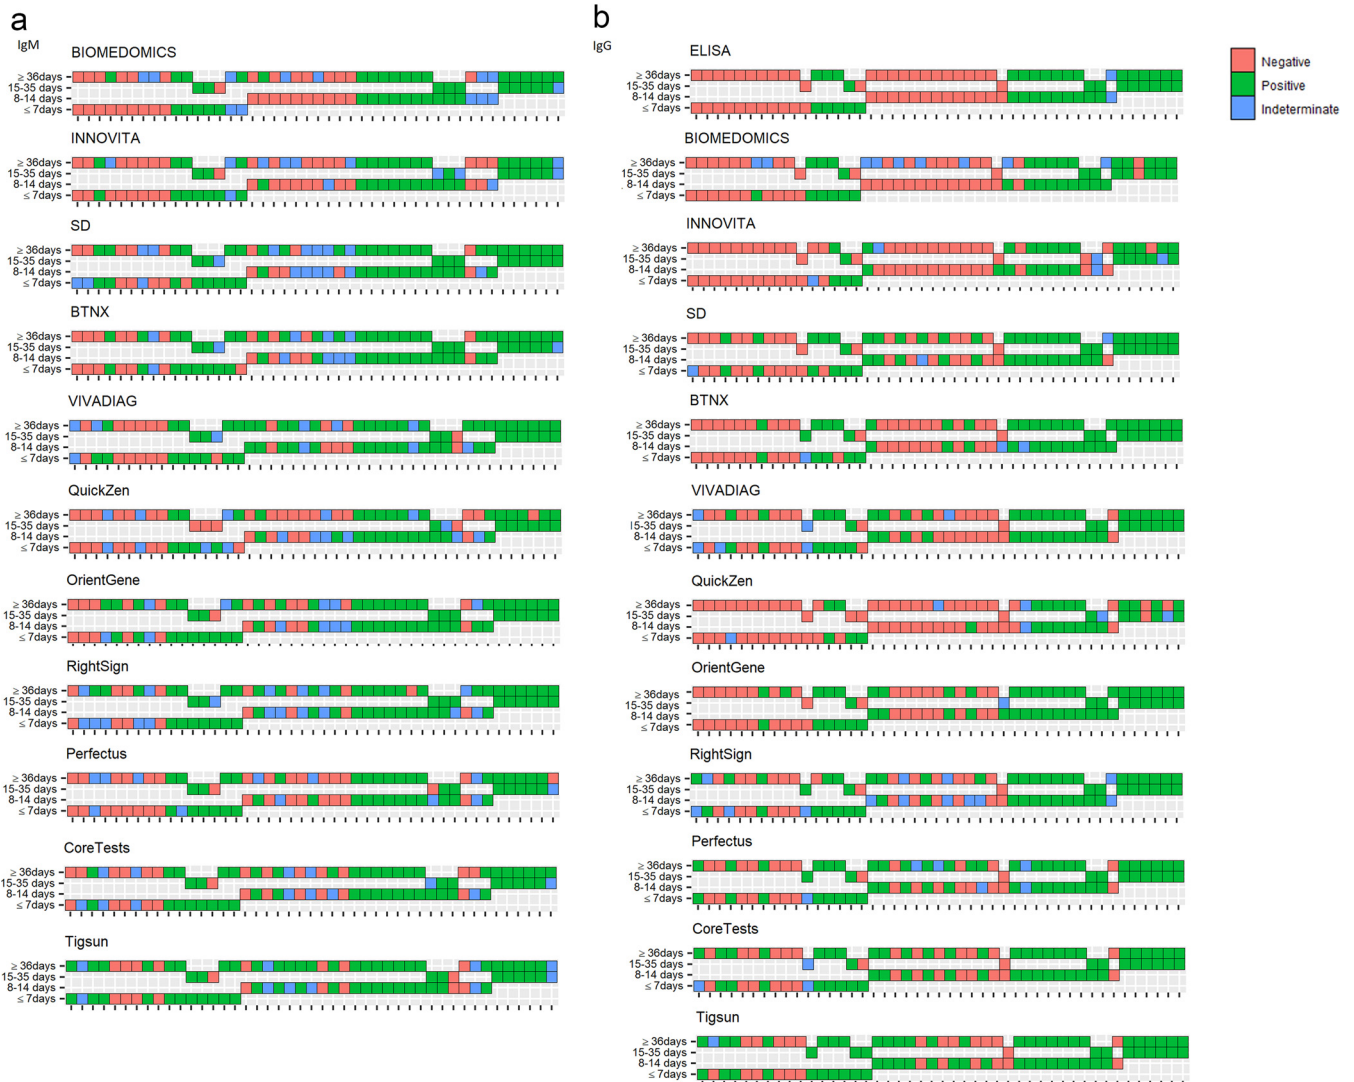 a
IgM
BIOMEDOMICS
≥ 36days
15-35 days
8-14 days
≤ 7days
INNOVITA
≥ 36days
15-35 days
8-14 days
≤ 7days
SD
≥ 36days
15-35 days
8-14 days
≤ 7days
BTNX
≥ 36days
15-35 days
8-14 days
≤ 7days
VIVADIAG
≥ 36days
15-35 days
8-14 days
≤ 7days
QuickZen
≥ 36days
15-35 days
8-14 days
≤ 7days
OrientGene
≥ 36days
15-35 days
8-14 days
≤ 7days
RightSign
≥ 36days
15-35 days
8-14 days
≤ 7days
Perfectus
≥ 36days
15-35 days
8-14 days
≤ 7days
CoreTests
≥ 36days
15-35 days
8-14 days
≤ 7days
Tigsun
≥ 36days
15-35 days
8-14 days
≤ 7days
b
IgG
ELISA
≥ 36days
15-35 days
8-14 days
≤ 7days
BIOMEDOMICS
≥ 36days
15-35 days
8-14 days
≤ 7days
INNOVITA
≥ 36days
15-35 days
8-14 days
≤ 7days
SD
≥ 36days
15-35 days
8-14 days
≤ 7days
BTNX
≥ 36days
15-35 days
8-14 days
≤ 7days
VIVADIAG
≥ 36days
15-35 days
8-14 days
≤ 7days
QuickZen
≥ 36days
15-35 days
8-14 days
≤ 7days
OrientGene
≥ 36days
15-35 days
8-14 days
≤ 7days
RightSign
≥ 36days
15-35 days
8-14 days
≤ 7days
Perfectus
≥ 36days
15-35 days
8-14 days
≤ 7days
CoreTests
≥ 36days
15-35 days
8-14 days
≤ 7days
Tigsun
≥ 36days
15-35 days
8-14 days
≤ 7days
Negative
Positive
Indeterminate